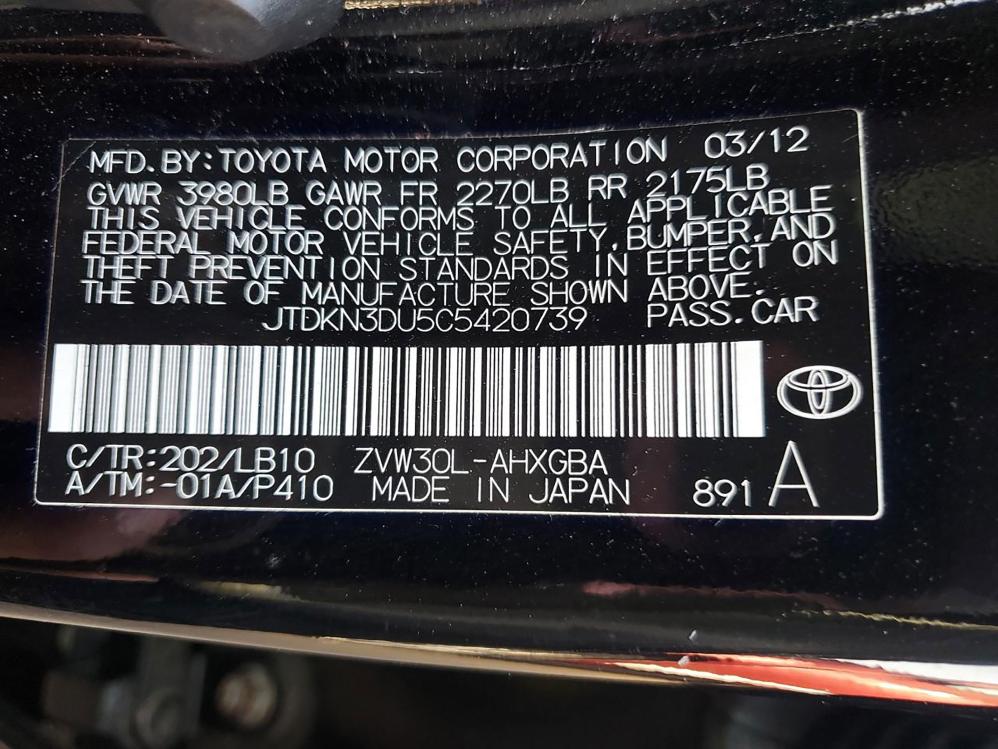 MFD. BY: TOYOTA MOTOR CORPORATION 03/12
GVWR 3980LB GAWR FR 2270LB RR 2175LB
THIS VEHICLE CONFORMS TO ALL APPLICABLE
FEDERAL MOTOR VEHICLE SAFETY, BUMPER, AND
THEFT PREVENTION STANDARDS IN EFFECT ON
THE DATE OF MANUFACTURE SHOWN ABOVE.
JTDKN3DU5C5420739 PASS. CAR
C/TR:202/LB10 ZVW30L-AHXGBA
A/TM:-01A/P410 MADE IN JAPAN 891 A